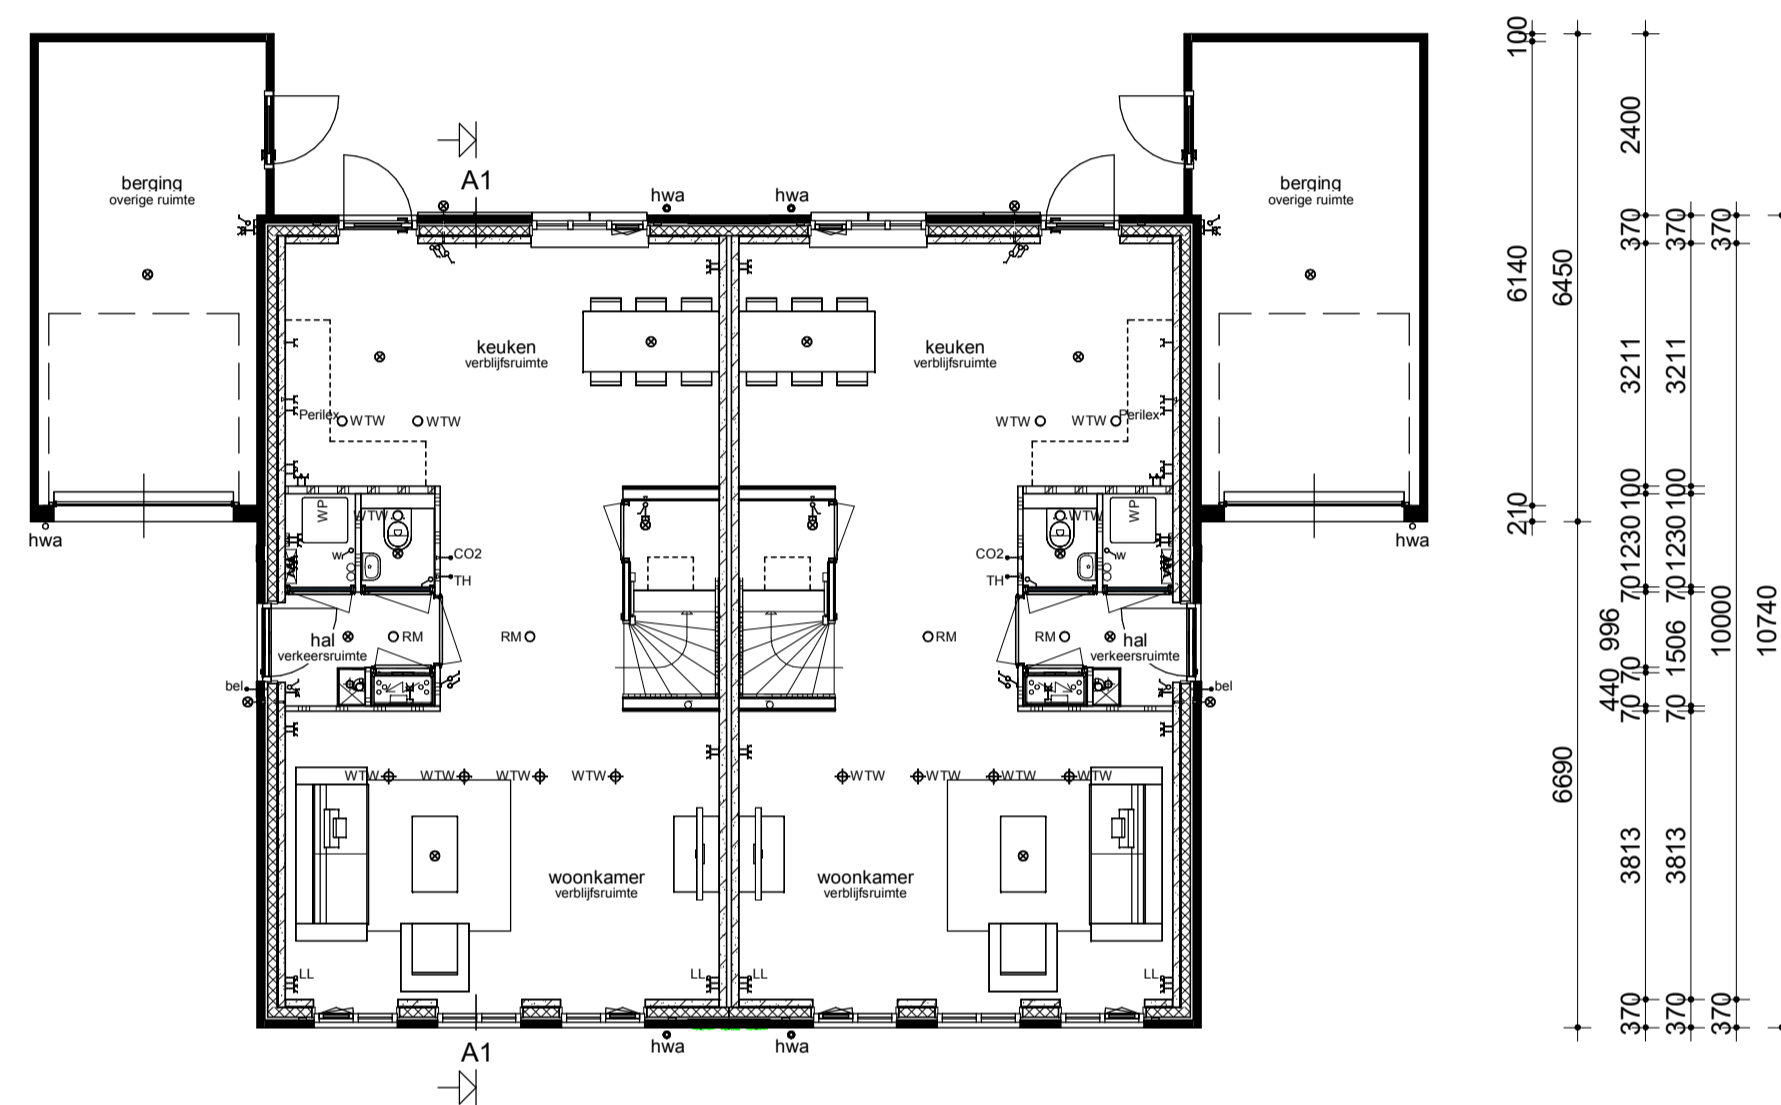 A1
hwa
hwa
berging
overige ruimte
berging
overige ruimte
keuken
verblijfsruimte
keuken
verblijfsruimte
Perilex
WTW
WTW
WTW
WTW
Perilex
WP
WTW
WTW
WP
hwa
hwa
w
CO2
CO2
w
TH
TH
hal
verkeersruimte
RM
RM
RM
RM
hal
verkeersruimte
bel
bel
WTW
WTW
WTW
WTW
WTW
WTW
WTW
WTW
woonkamer
verblijfsruimte
woonkamer
verblijfsruimte
LL
LL
LL
LL
hwa
hwa
A1
100
6140
210
6450
6690
2400
370
3211
100
1230
70
996
70
440
70
3813
370
370
3211
100
1230
70
1506
70
3813
370
370
10000
370
10740